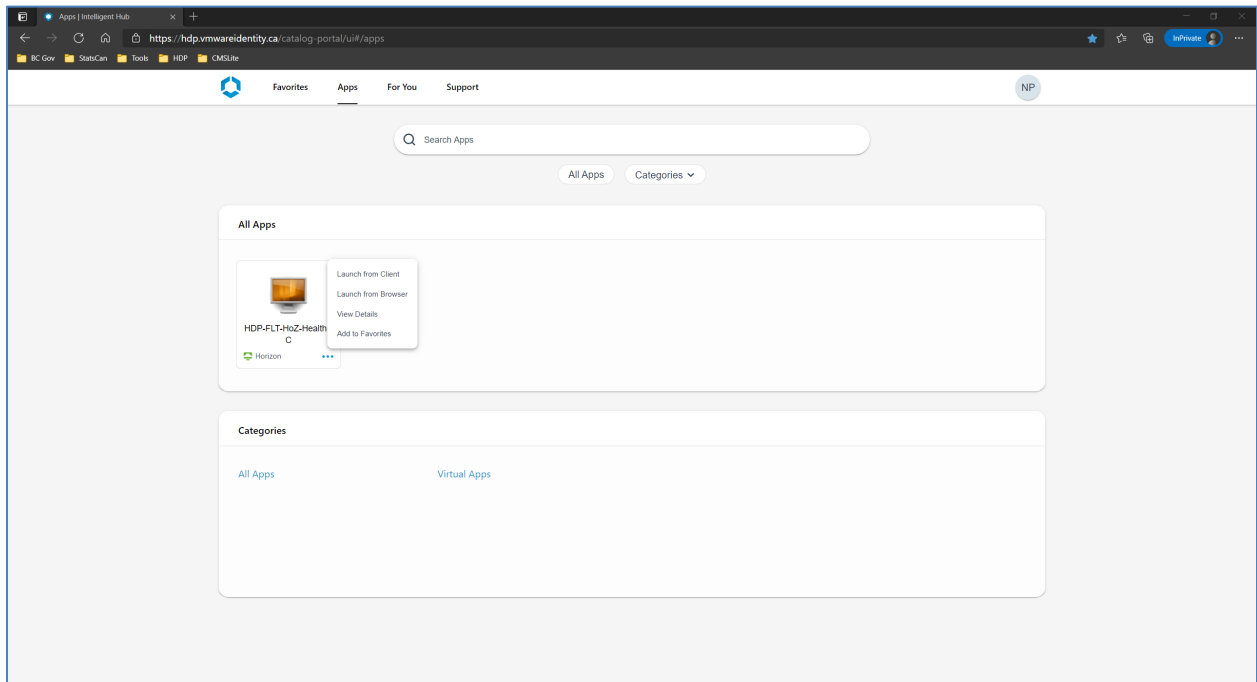 Apps | Intelligent Hub
https://hdp.vmwareidentity.ca/catalog-portal/ui#/apps
InPrivate
BC Gov StatsCan Tools HDP CMSLite
Favorites Apps For You Support NP
Search Apps
All Apps Categories
All Apps
Launch from Client
Launch from Browser
View Details
Add to Favorites
HDP-FLT-HoZ-Health
C
Horizon
Categories
All Apps Virtual Apps